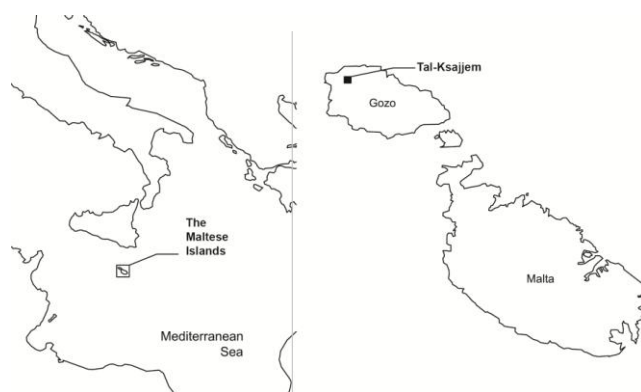 The
Maltese
Islands
Mediterranean
Sea
Tal-Ksajjem
Gozo
Malta